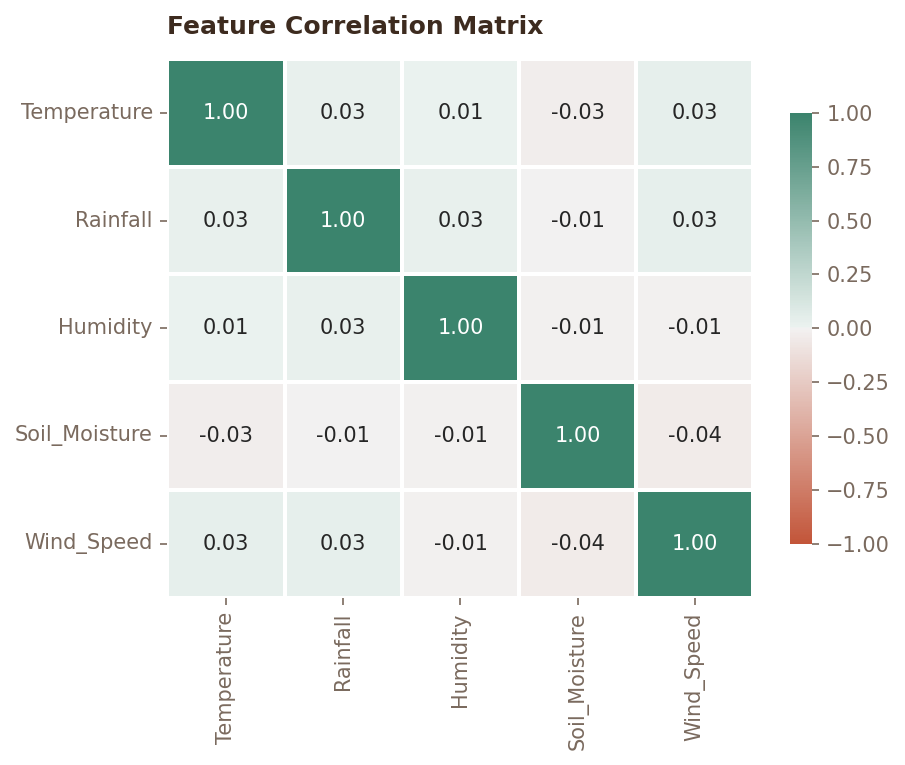 Feature Correlation Matrix
Temperature 1.00 0.03 0.01 -0.03 0.03
Rainfall 0.03 1.00 0.03 -0.01 0.03
Humidity 0.01 0.03 1.00 -0.01 -0.01
Soil_Moisture -0.03 -0.01 -0.01 1.00 -0.04
Wind_Speed 0.03 0.03 -0.01 -0.04 1.00
Temperature
Rainfall
Humidity
Soil_Moisture
Wind_Speed
1.00
0.75
0.50
0.25
0.00
−0.25
−0.50
−0.75
−1.00